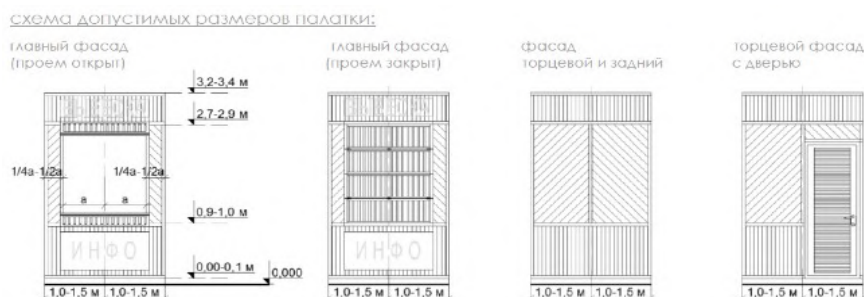 схема допустимых размеров палатки:
главный фасад
(проем открыт)
главный фасад
(проем закрыт)
фасад
торцевой и задний
торцевой фасад
с дверью
3,2-3,4 м
2,7-2,9 м
1/4а-1/2а
1/4а-1/2а
а
а
0,9-1,0 м
ИНФО
ИНФО
0,00-0,1 м
0,000
1,0-1,5 м 1,0-1,5 м
1,0-1,5 м 1,0-1,5 м
1,0-1,5 м 1,0-1,5 м
1,0-1,5 м 1,0-1,5 м